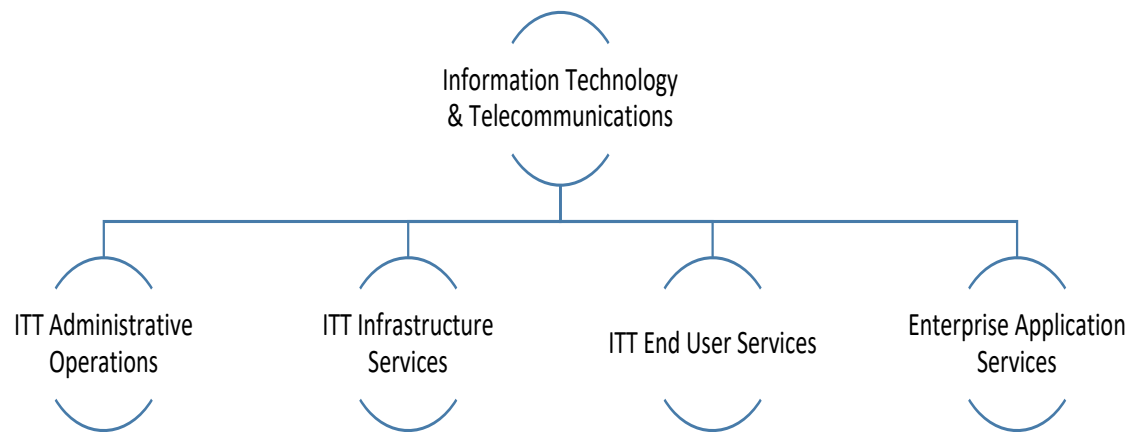 Information Technology
& Telecommunications
ITT Administrative
Operations
ITT Infrastructure
Services
ITT End User Services
Enterprise Application
Services